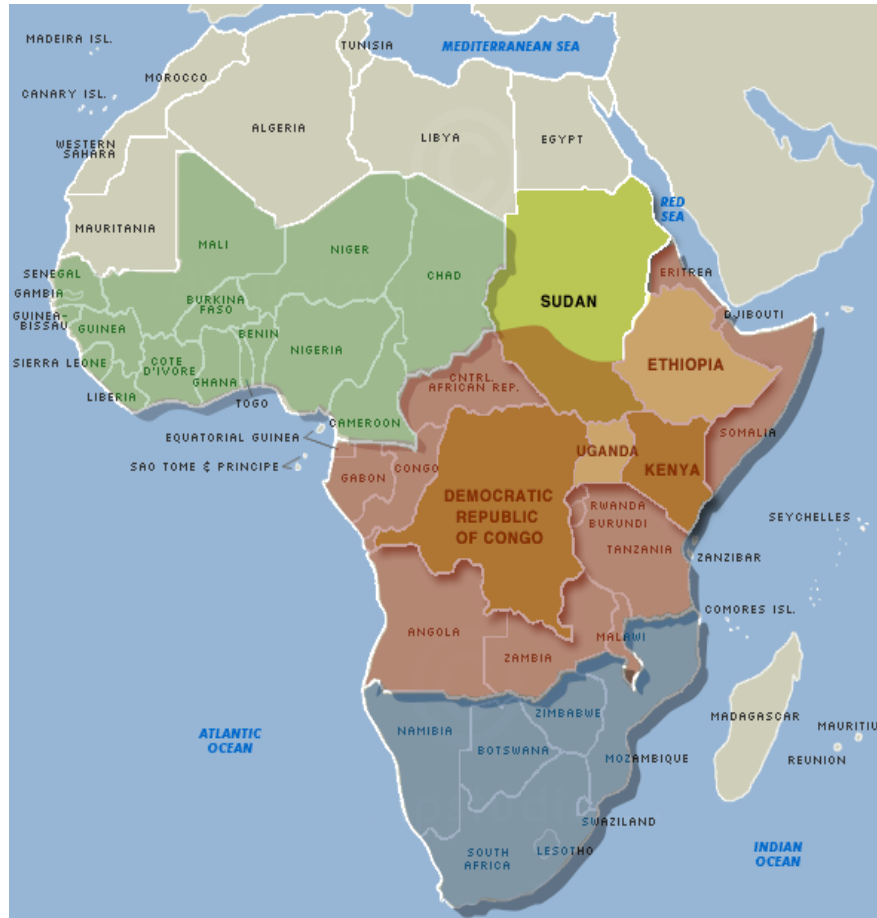 MADEIRA ISL.
TUNISIA
MEDITERRANEAN SEA
MOROCCO
CANARY ISL.
ALGERIA
LIBYA
EGYPT
WESTERN
SAHARA
RED
SEA
MAURITANIA
MALI
NIGER
CHAD
SENEGAL
ERITREA
GAMBIA
BURKINA
FASO
SUDAN
DJIBOUTI
GUINEA-
BISSAU
GUINEA
BENIN
NIGERIA
SIERRA LEONE
COTE
D'IVORE
GHANA
ETHIOPIA
CNTRL.
AFRICAN REP.
LIBERIA
TOGO
CAMEROON
SOMALIA
EQUATORIAL GUINEA
UGANDA
SAO TOME & PRINCIPE
GABON
CONGO
KENYA
DEMOCRATIC
REPUBLIC
OF CONGO
RWANDA
BURUNDI
SEYCHELLES
TANZANIA
ZANZIBAR
COMORES ISL.
ANGOLA
MALAWI
ZAMBIA
ATLANTIC
OCEAN
NAMIBIA
ZIMBABWE
MADAGASCAR
MAURITIU
BOTSWANA
MOZAMBIQUE
REUNION
SWAZILAND
SOUTH
AFRICA
LESOTHO
INDIAN
OCEAN